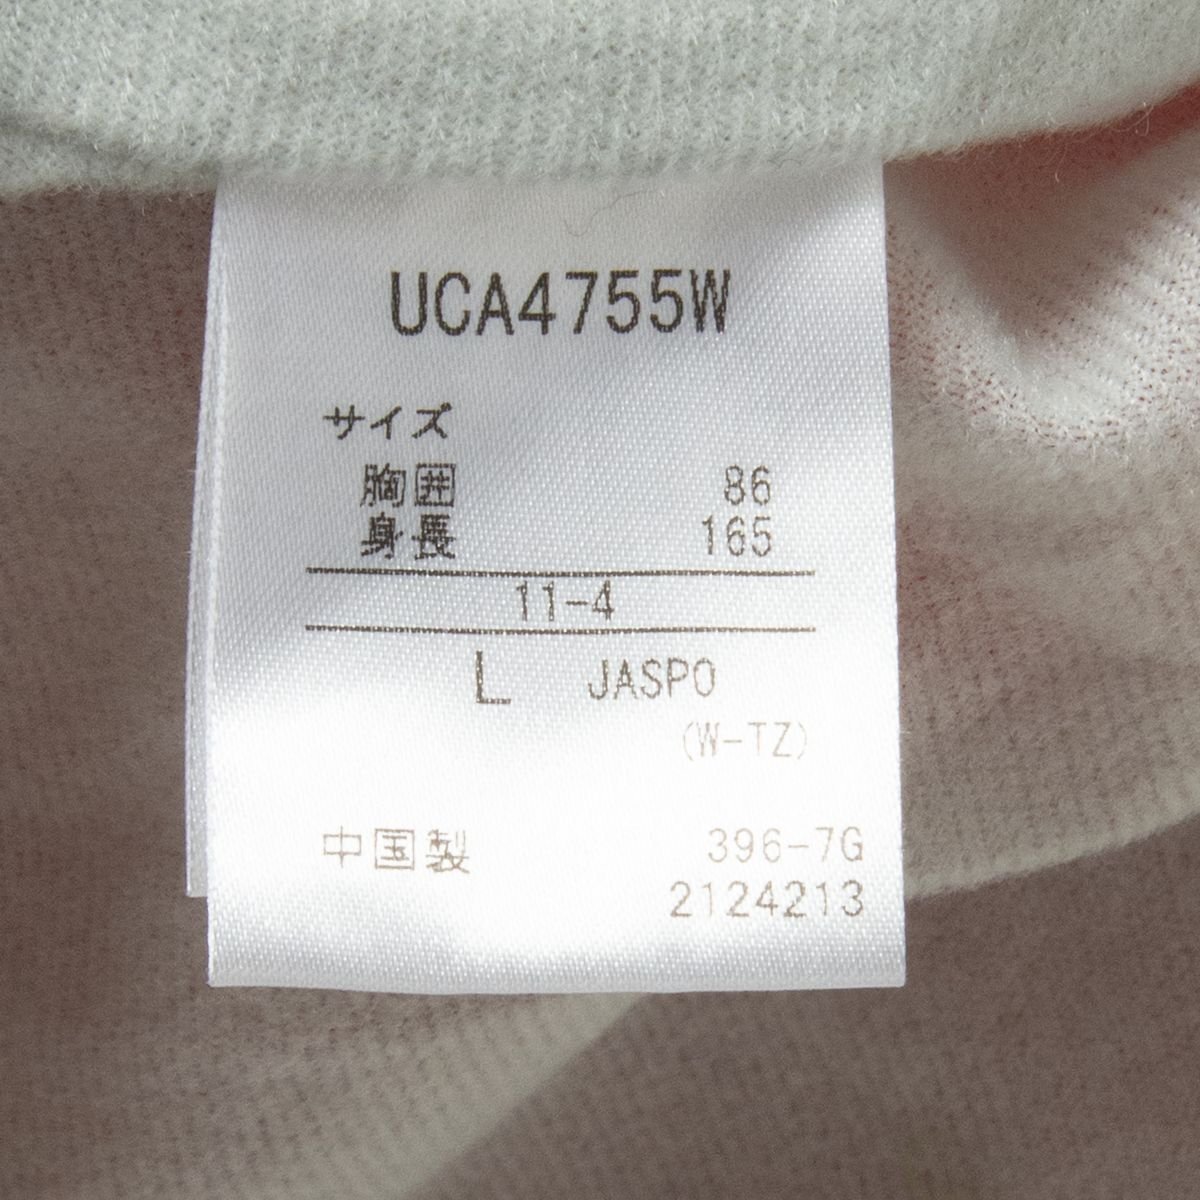 UCA4755W
サイズ
胸囲 86
身長 165
11-4
L JASPO
(W-TZ)
中国製 396-7G
2124213